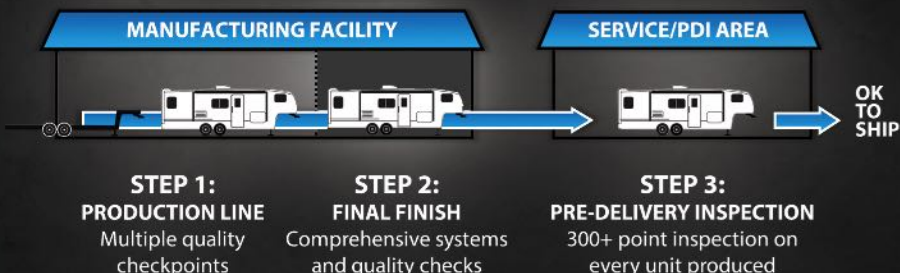 MANUFACTURING FACILITY
SERVICE/PDI AREA
OK
TO
SHIP
STEP 1:
PRODUCTION LINE
Multiple quality
checkpoints
STEP 2:
FINAL FINISH
Comprehensive systems
and quality checks
STEP 3:
PRE-DELIVERY INSPECTION
300+ point inspection on
every unit produced